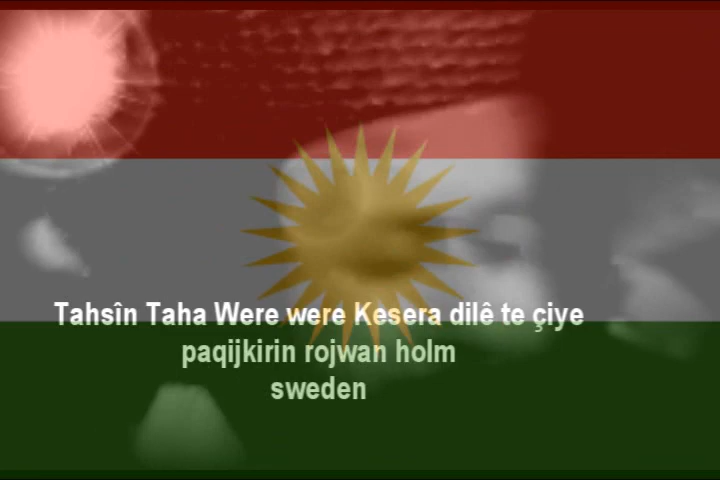 Tahsîn Taha Were were Kesera dilê te çiye
paqijkirin rojwan holm
sweden